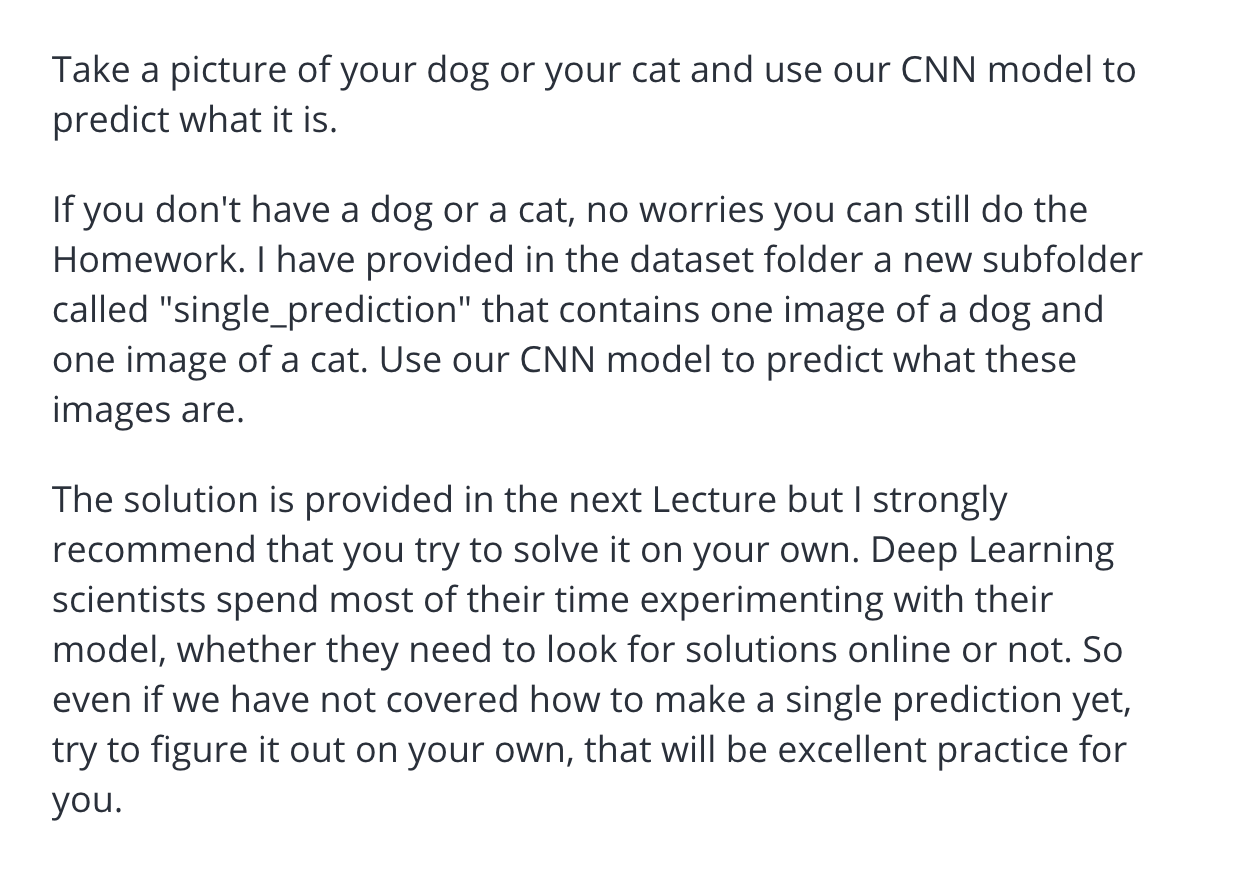 Take a picture of your dog or your cat and use our CNN model to
predict what it is.
If you don't have a dog or a cat, no worries you can still do the
Homework. I have provided in the dataset folder a new subfolder
called "single_prediction" that contains one image of a dog and
one image of a cat. Use our CNN model to predict what these
images are.
The solution is provided in the next Lecture but I strongly
recommend that you try to solve it on your own. Deep Learning
scientists spend most of their time experimenting with their
model, whether they need to look for solutions online or not. So
even if we have not covered how to make a single prediction yet,
try to figure it out on your own, that will be excellent practice for
you.